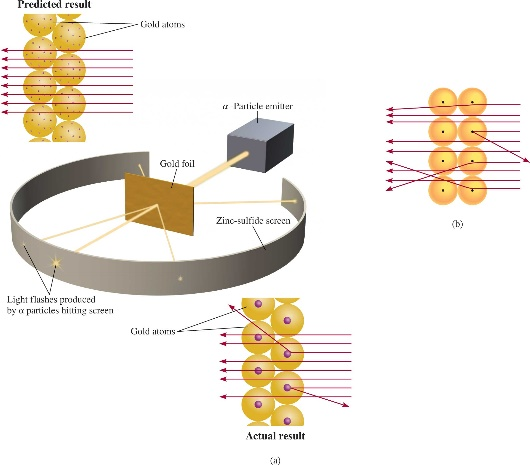 Predicted result
Gold atoms
α Particle emitter
Gold foil
Zinc-sulfide screen
Light flashes produced
by α particles hitting screen
Gold atoms
Actual result
(a)
(b)